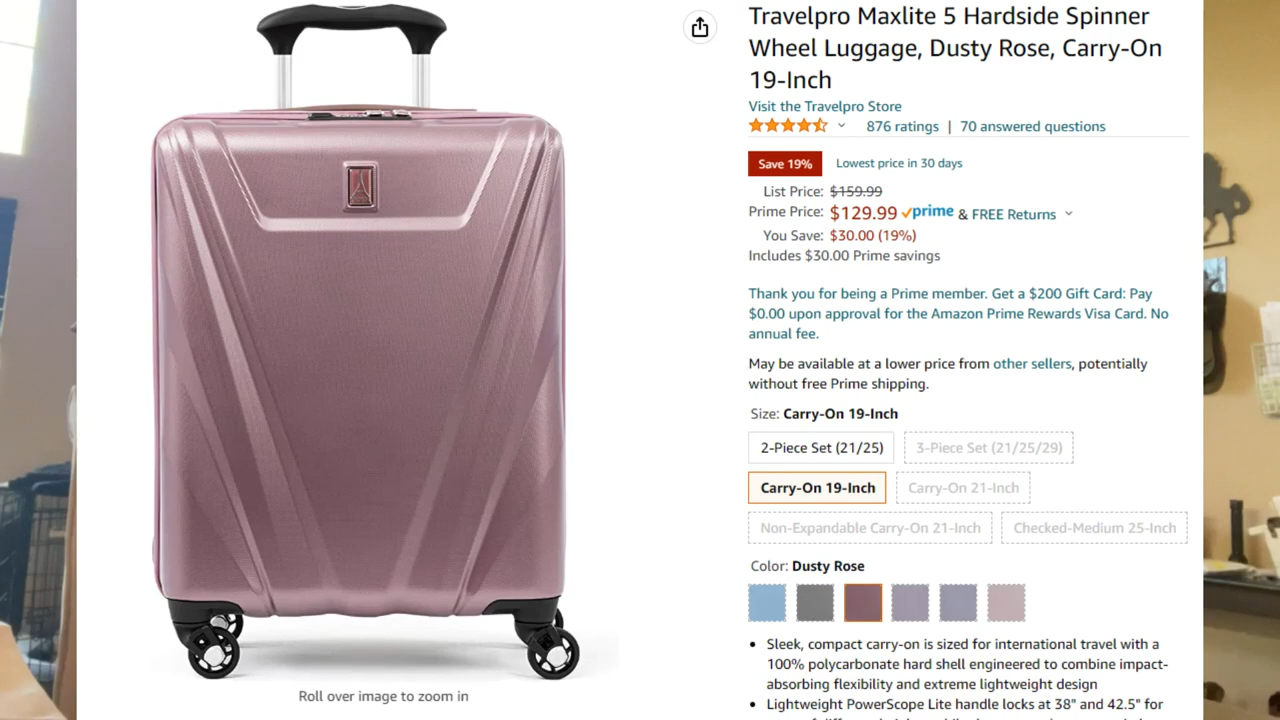 Travelpro Maxlite 5 Hardside Spinner
Wheel Luggage, Dusty Rose, Carry-On
19-Inch
Visit the Travelpro Store
876 ratings | 70 answered questions
Save 19% Lowest price in 30 days
List Price: $159.99
Prime Price: $129.99 prime & FREE Returns
You Save: $30.00 (19%)
Includes $30.00 Prime savings
Thank you for being a Prime member. Get a $200 Gift Card: Pay
$0.00 upon approval for the Amazon Prime Rewards Visa Card. No
annual fee.
May be available at a lower price from other sellers, potentially
without free Prime shipping.
Size: Carry-On 19-Inch
2-Piece Set (21/25) 3-Piece Set (21/25/29)
Carry-On 19-Inch Carry-On 21-Inch
Non-Expandable Carry-On 21-Inch Checked-Medium 25-Inch
Color: Dusty Rose
• Sleek, compact carry-on is sized for international travel with a
100% polycarbonate hard shell engineered to combine impact-
absorbing flexibility and extreme lightweight design
• Lightweight PowerScope Lite handle locks at 38" and 42.5" for
Roll over image to zoom in